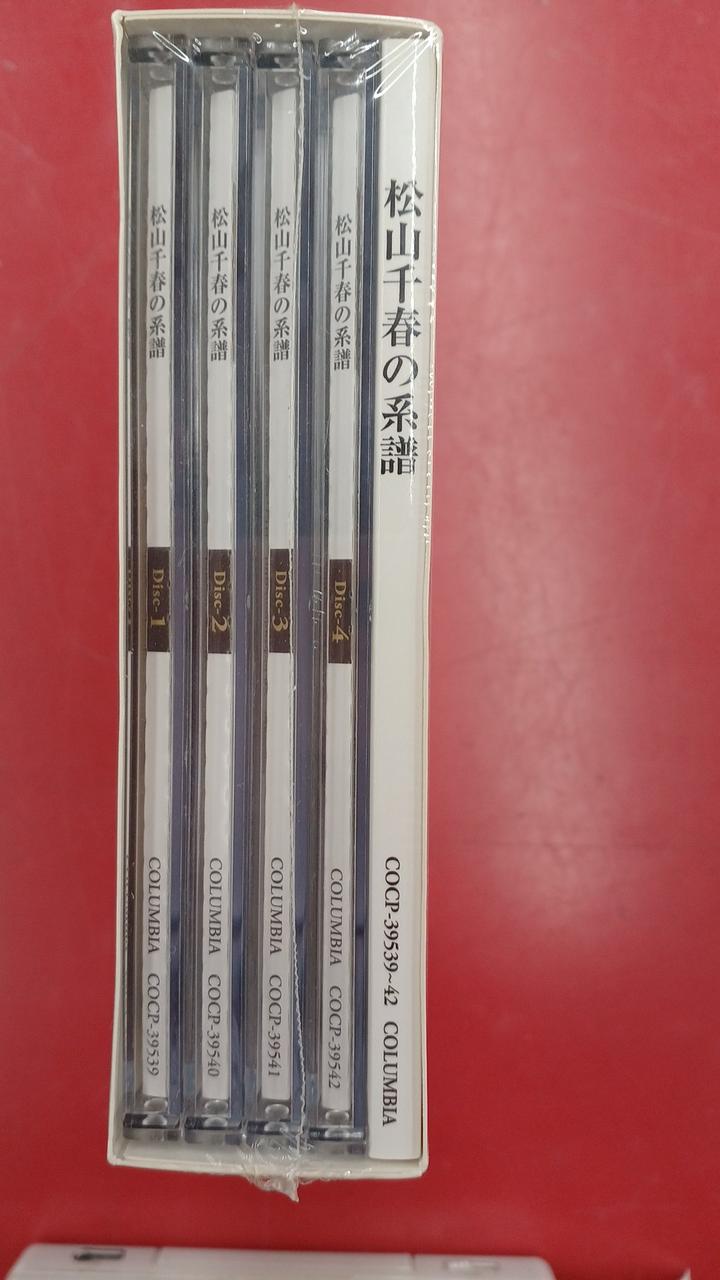 松山千春の系譜 Disc-1 COLUMBIA COCP-39539
松山千春の系譜 Disc-2 COLUMBIA COCP-39540
松山千春の系譜 Disc-3 COLUMBIA COCP-39541
松山千春の系譜 Disc-4 COLUMBIA COCP-39542
松山千春の系譜 COCP-39539~42 COLUMBIA